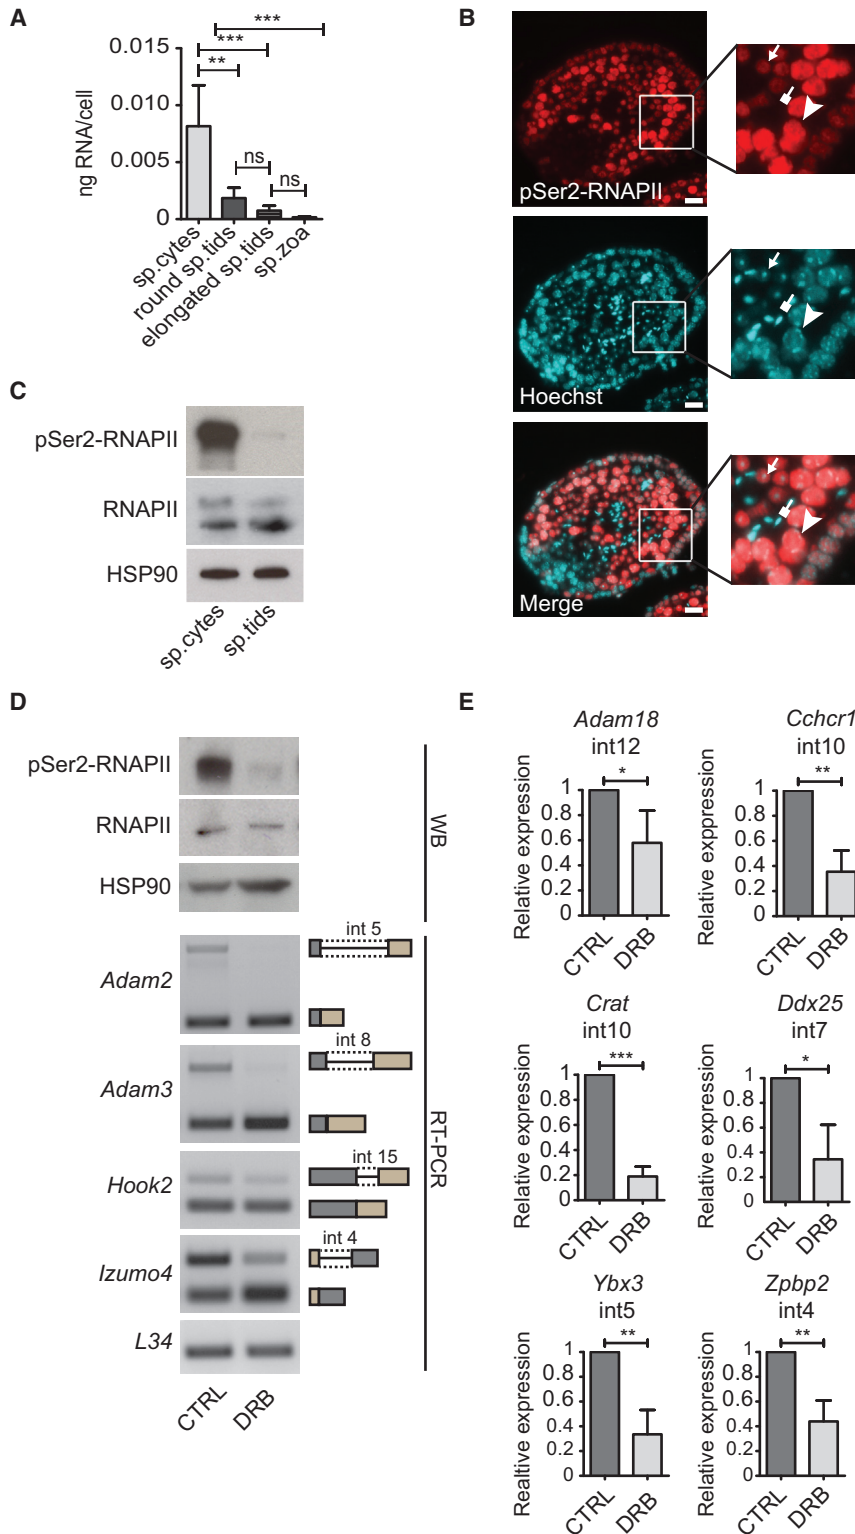 A
***
***
**
ns
ns
0.015
0.010
0.005
0
ng RNA/cell
sp.cytes
round sp.tids
elongated sp.tids
sp.zoa
B
pSer2-RNAPII
Hoechst
Merge
C
pSer2-RNAPII
RNAPII
HSP90
sp.cytes
sp.tids
D
pSer2-RNAPII
RNAPII
HSP90
WB
Adam2
int 5
Adam3
int 8
Hook2
int 15
Izumo4
int 4
L34
RT-PCR
CTRL
DRB
E
Adam18
int12
*
Relative expression
1
0.8
0.6
0.4
0.2
0
CTRL
DRB
Cchcr1
int10
**
Relative exppression
1
0.8
0.6
0.4
0.2
0
CTRL
DRB
Crat
int10
***
Relative expression
1
0.8
0.6
0.4
0.2
0
CTRL
DRB
Ddx25
int7
*
Relative expression
1
0.8
0.6
0.4
0.2
0
CTRL
DRB
Ybx3
int5
**
Relative expression
1
0.8
0.6
0.4
0.2
0
CTRL
DRB
Zpbp2
int4
**
Realtive expression
1
0.8
0.6
0.4
0.2
0
CTRL
DRB